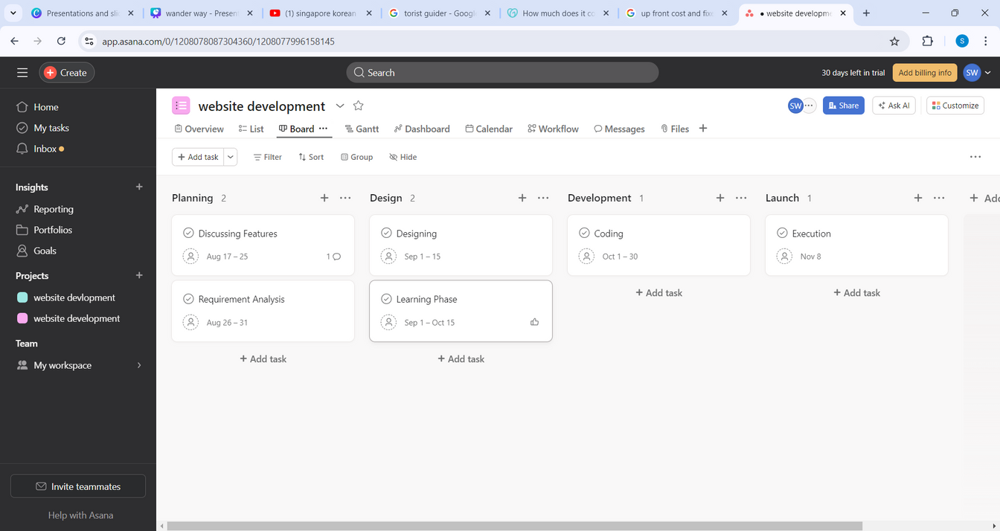 Presentations and sli
wander way - Present
(1) singapore korean
torist guider - Google
How much does it co
up front cost and fixe
● website developme
app.asana.com/0/1208078087304360/1208077996158145
S
Create
Search
30 days left in trial
Add billing info
SW
Home
My tasks
Inbox
Insights
Reporting
Portfolios
Goals
Projects
website devlopment
website development
Team
My workspace
Invite teammates
Help with Asana
website development
SW
Share
Ask AI
Customize
Overview
List
Board
Gantt
Dashboard
Calendar
Workflow
Messages
Files
Add task
Filter
Sort
Group
Hide
Planning 2
Discussing Features
Aug 17 – 25
1
Requirement Analysis
Aug 26 – 31
+ Add task
Design 2
Designing
Sep 1 – 15
Learning Phase
Sep 1 – Oct 15
+ Add task
Development 1
Coding
Oct 1 – 30
+ Add task
Launch 1
Execution
Nov 8
+ Add task
+ Add